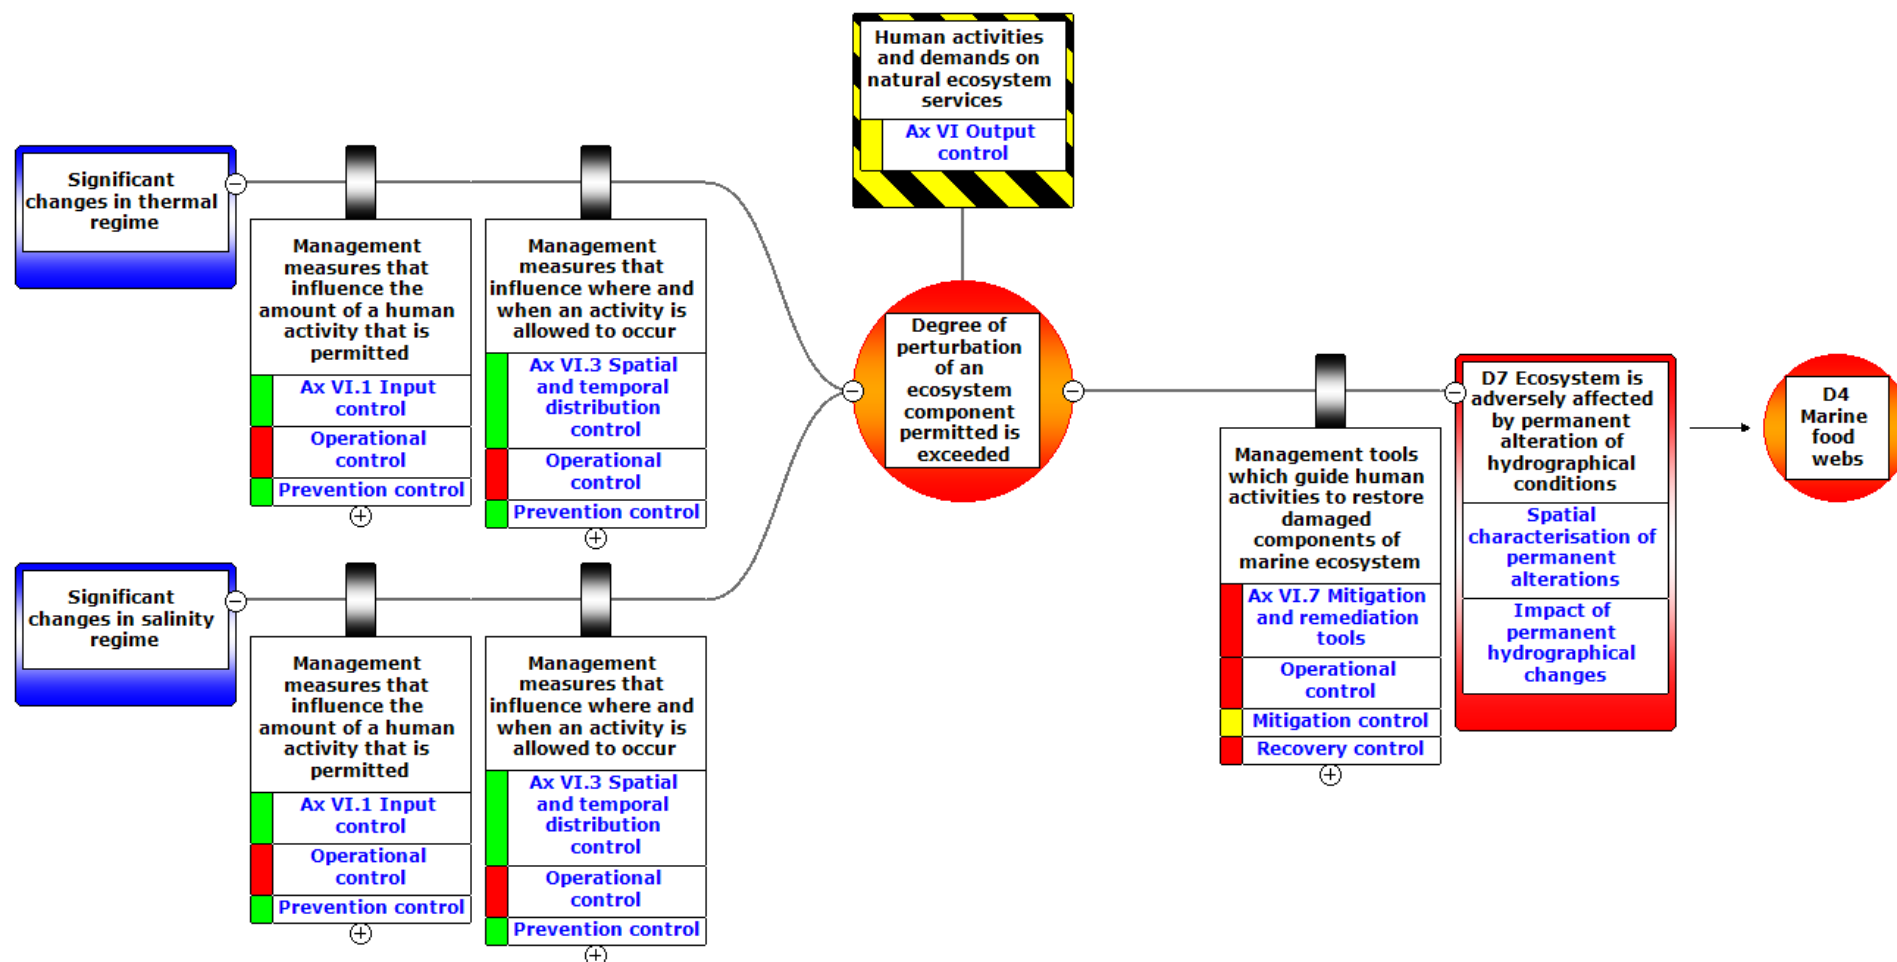 Human activities
and demands on
natural ecosystem
services
Ax VI Output
control
Significant
changes in thermal
regime
Management
measures that
influence the
amount of a human
activity that is
permitted
Ax VI.1 Input
control
Operational
control
Prevention control
Management
measures that
influence where and
when an activity is
allowed to occur
Ax VI.3 Spatial
and temporal
distribution
control
Operational
control
Prevention control
Significant
changes in salinity
regime
Management
measures that
influence the
amount of a human
activity that is
permitted
Ax VI.1 Input
control
Operational
control
Prevention control
Management
measures that
influence where and
when an activity is
allowed to occur
Ax VI.3 Spatial
and temporal
distribution
control
Operational
control
Prevention control
Degree of
perturbation
of an
ecosystem
component
permitted is
exceeded
Management tools
which guide human
activities to restore
damaged
components of
marine ecosystem
Ax VI.7 Mitigation
and remediation
tools
Operational
control
Mitigation control
Recovery control
D7 Ecosystem is
adversely affected
by permanent
alteration of
hydrographical
conditions
Spatial
characterisation of
permanent
alterations
Impact of
permanent
hydrographical
changes
D4
Marine
food
webs